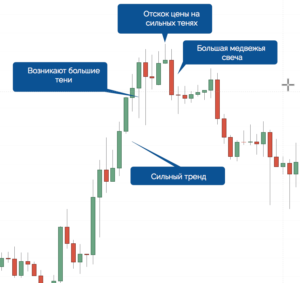 Отскок цены на
сильных тенях
Большая медвежья
свеча
Возникают большие
тени
Сильный тренд